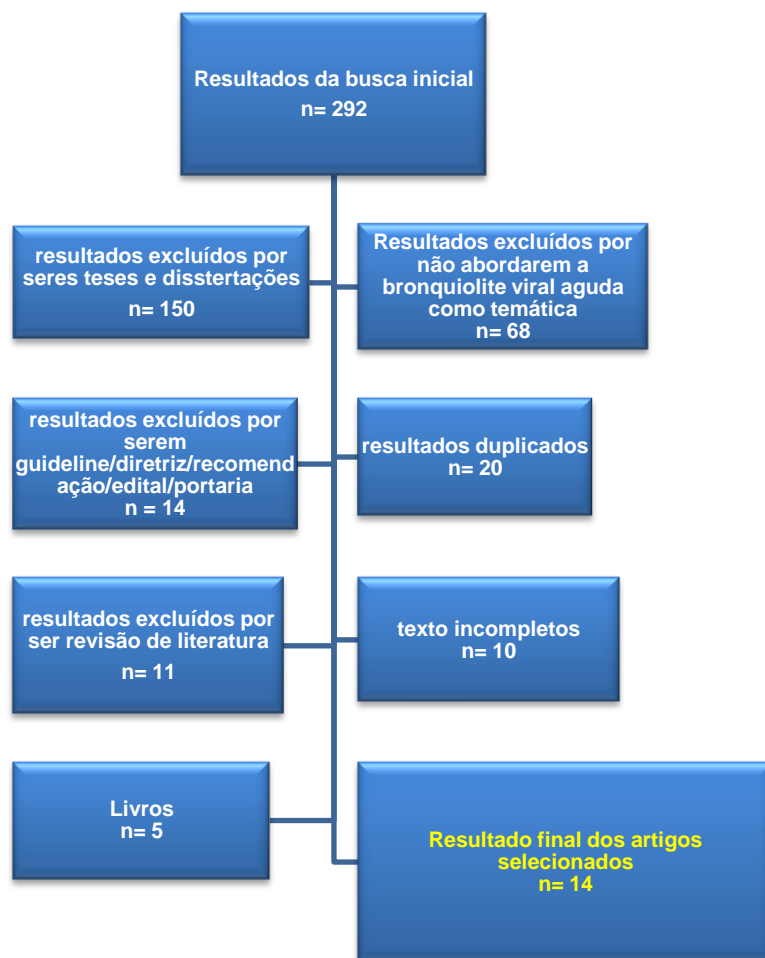 Resultados da busca inicial
n= 292
resultados excluídos por
seres teses e disstertações
n= 150
Resultados excluídos por
não abordarem a
bronquiolite viral aguda
como temática
n= 68
resultados excluídos por
serem
guideline/diretriz/recomend
ação/edital/portaria
n = 14
resultados duplicados
n= 20
resultados excluídos por
ser revisão de literatura
n= 11
texto incompletos
n= 10
Livros
n= 5
Resultado final dos artigos
selecionados
n= 14